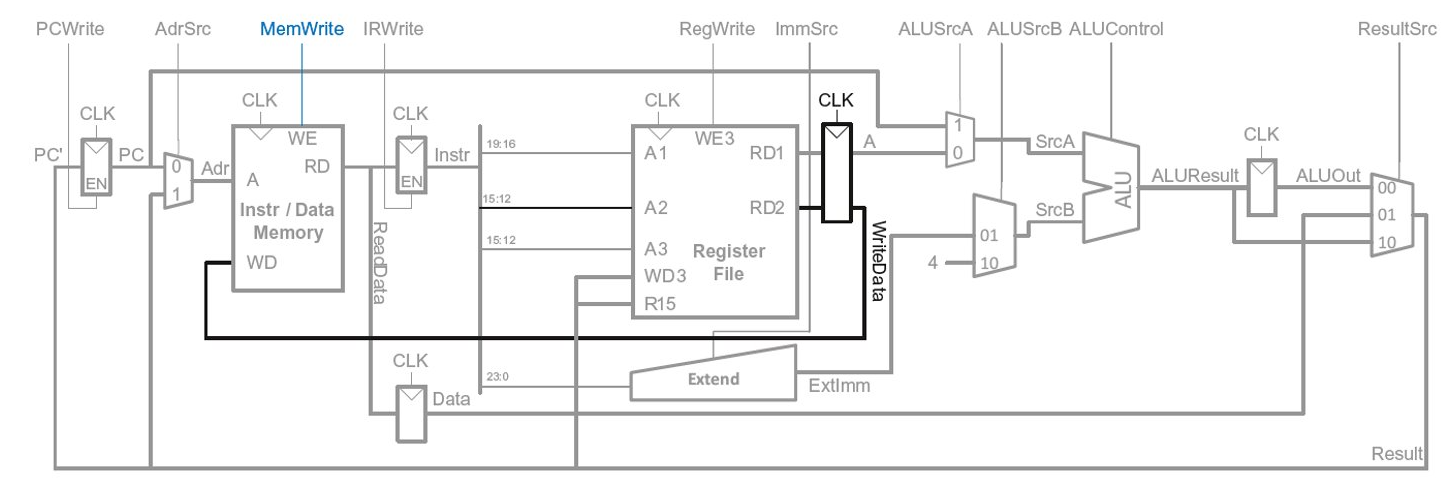 PCWrite AdrSrc MemWrite IRWrite RegWrite ImmSrc ALUSrcA ALUSrcB ALUControl ResultSrc
CLK CLK CLK CLK CLK CLK
PC' EN PC 0 1 Adr
WE RD A
Instr / Data
Memory
WD
EN Instr
ReadData
19:16
15:12
15:12
23:0
A1 WE3 RD1
A2 RD2
A3
WD3
R15
Register
File
A
WriteData
1
0
SrcA
01
10
4
SrcB
ALU
ALUResult
ALUOut
00
01
10
Extend
ExtImm
CLK
Data
Result